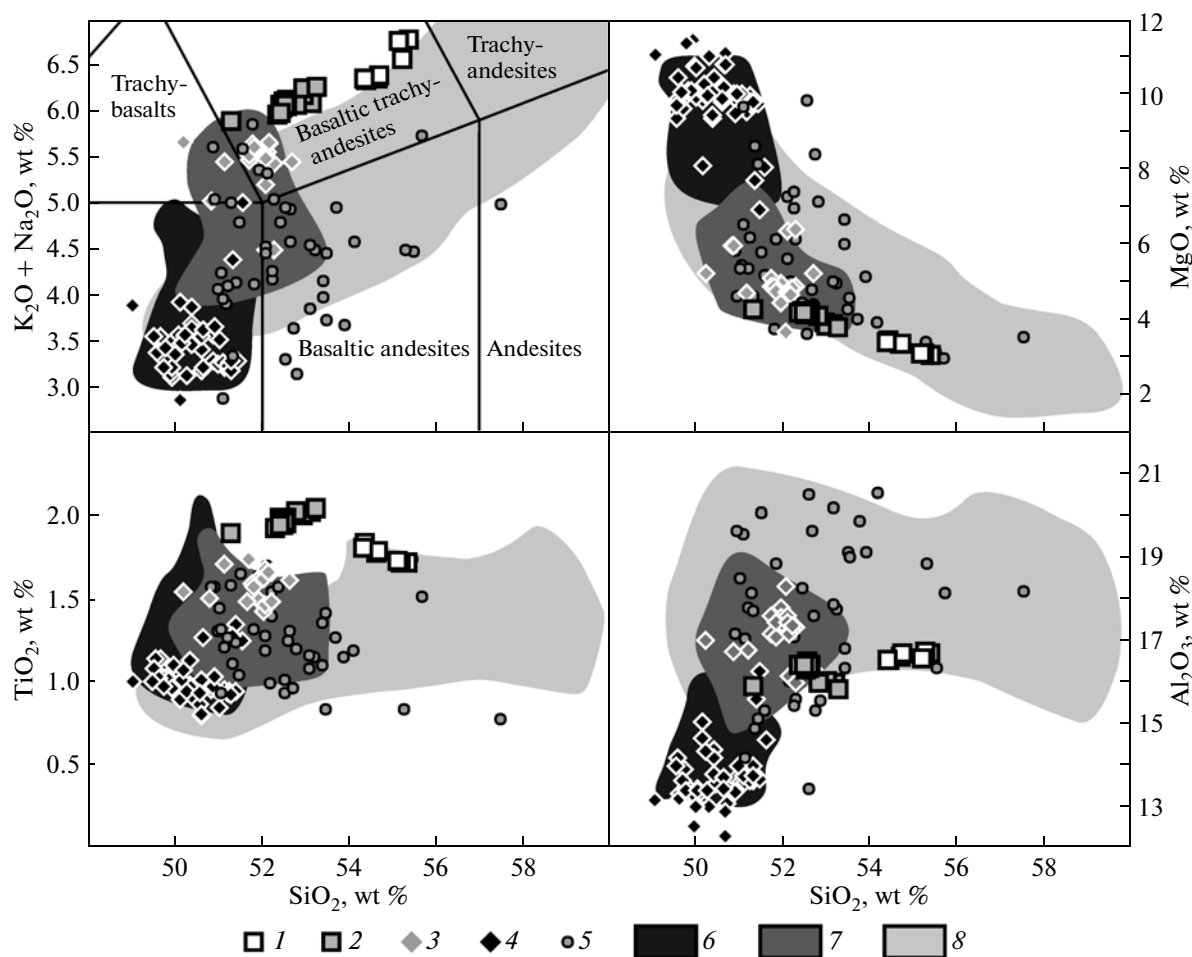 12
Trachy-
andesites
6.5
Trachy-
basalts
10
6.0
Basaltic trachy-
andesites
5.5
8
K₂O + Na₂O, wt %
MgO, wt %
5.0
6
4.5
4.0
4
3.5
Basaltic andesites
Andesites
3.0
2
21
2.0
19
1.5
17
TiO₂, wt %
Al₂O₃, wt %
1.0
15
0.5
13
50 52 54 56 58
50 52 54 56 58
SiO₂, wt %
SiO₂, wt %
1 2 3 4 5 6 7 8